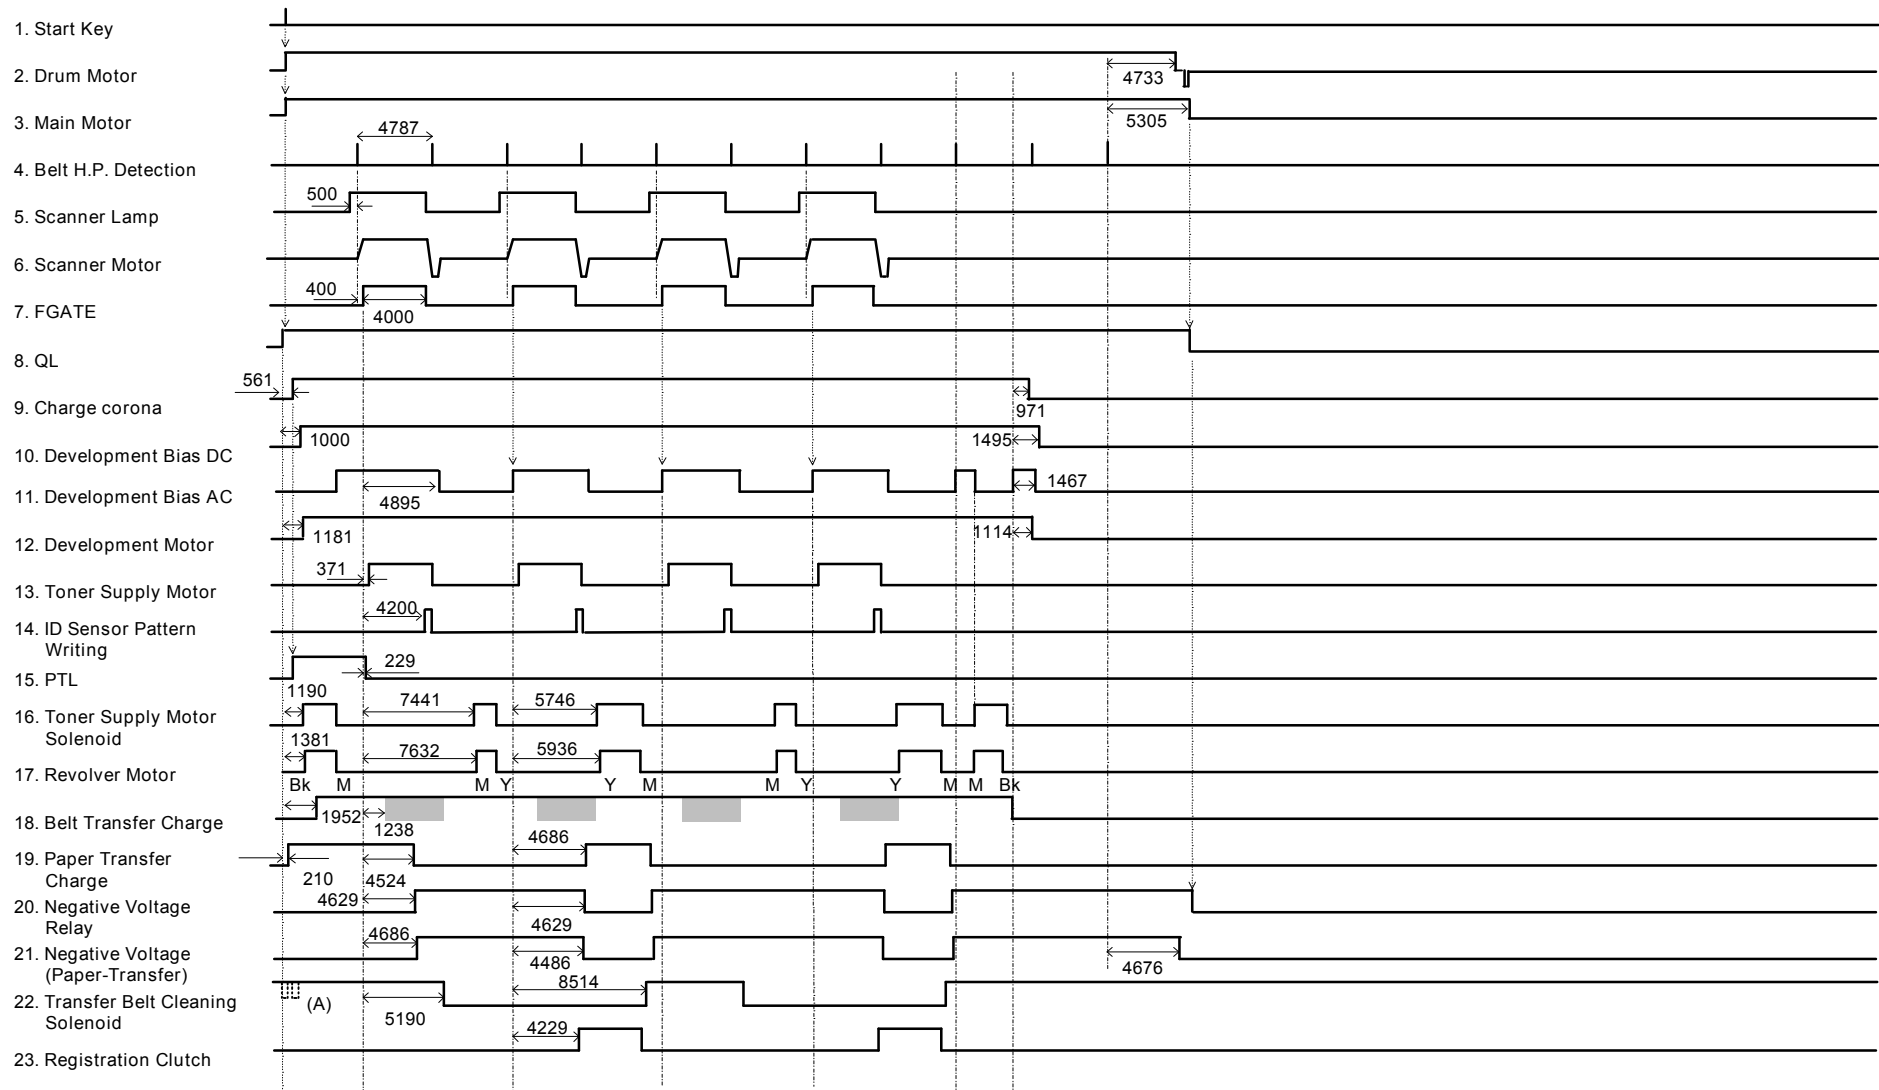 1. Start Key
2. Drum Motor
4733
3. Main Motor
4787
5305
4. Belt H.P. Detection
500
5. Scanner Lamp
6. Scanner Motor
400
7. FGATE
4000
8. QL
561
9. Charge corona
971
1000
1495
10. Development Bias DC
11. Development Bias AC
4895
1467
1181
1114
12. Development Motor
371
13. Toner Supply Motor
4200
14. ID Sensor Pattern
Writing
229
15. PTL
1190
7441
5746
16. Toner Supply Motor
Solenoid
1381
7632
5936
17. Revolver Motor
Bk M M Y Y M M Y Y M M Bk
1952
18. Belt Transfer Charge
1238
4686
19. Paper Transfer
Charge
210
4524
4629
20. Negative Voltage
Relay
4629
4686
21. Negative Voltage
(Paper-Transfer)
4486
4676
8514
22. Transfer Belt Cleaning
Solenoid
(A)
5190
4229
23. Registration Clutch